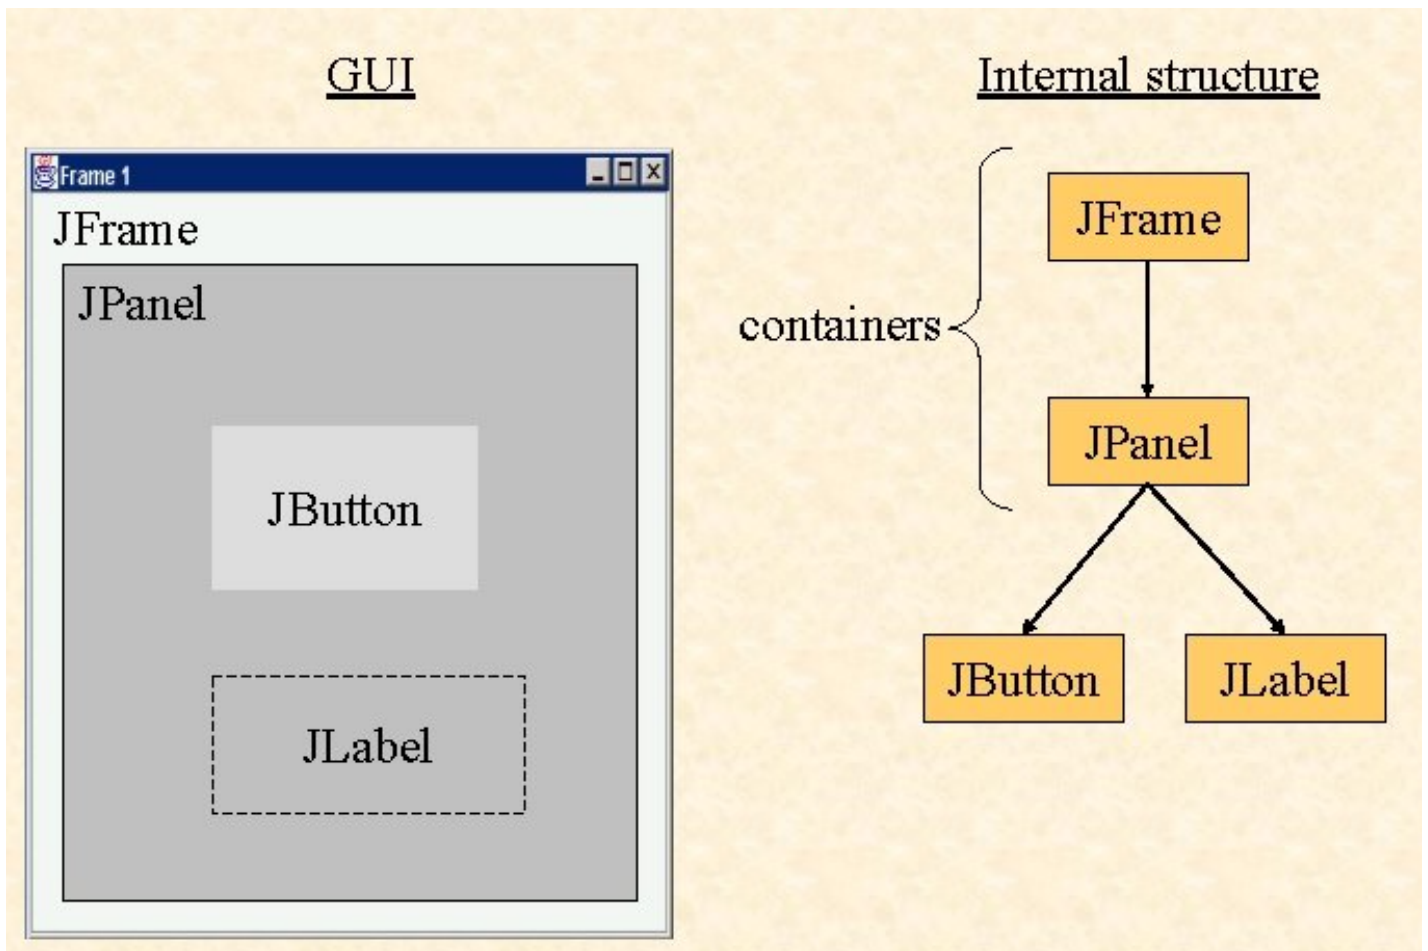 GUI
Internal structure
Frame 1
JFrame
JPanel
JButton
JLabel
containers
JFrame
JPanel
JButton
JLabel